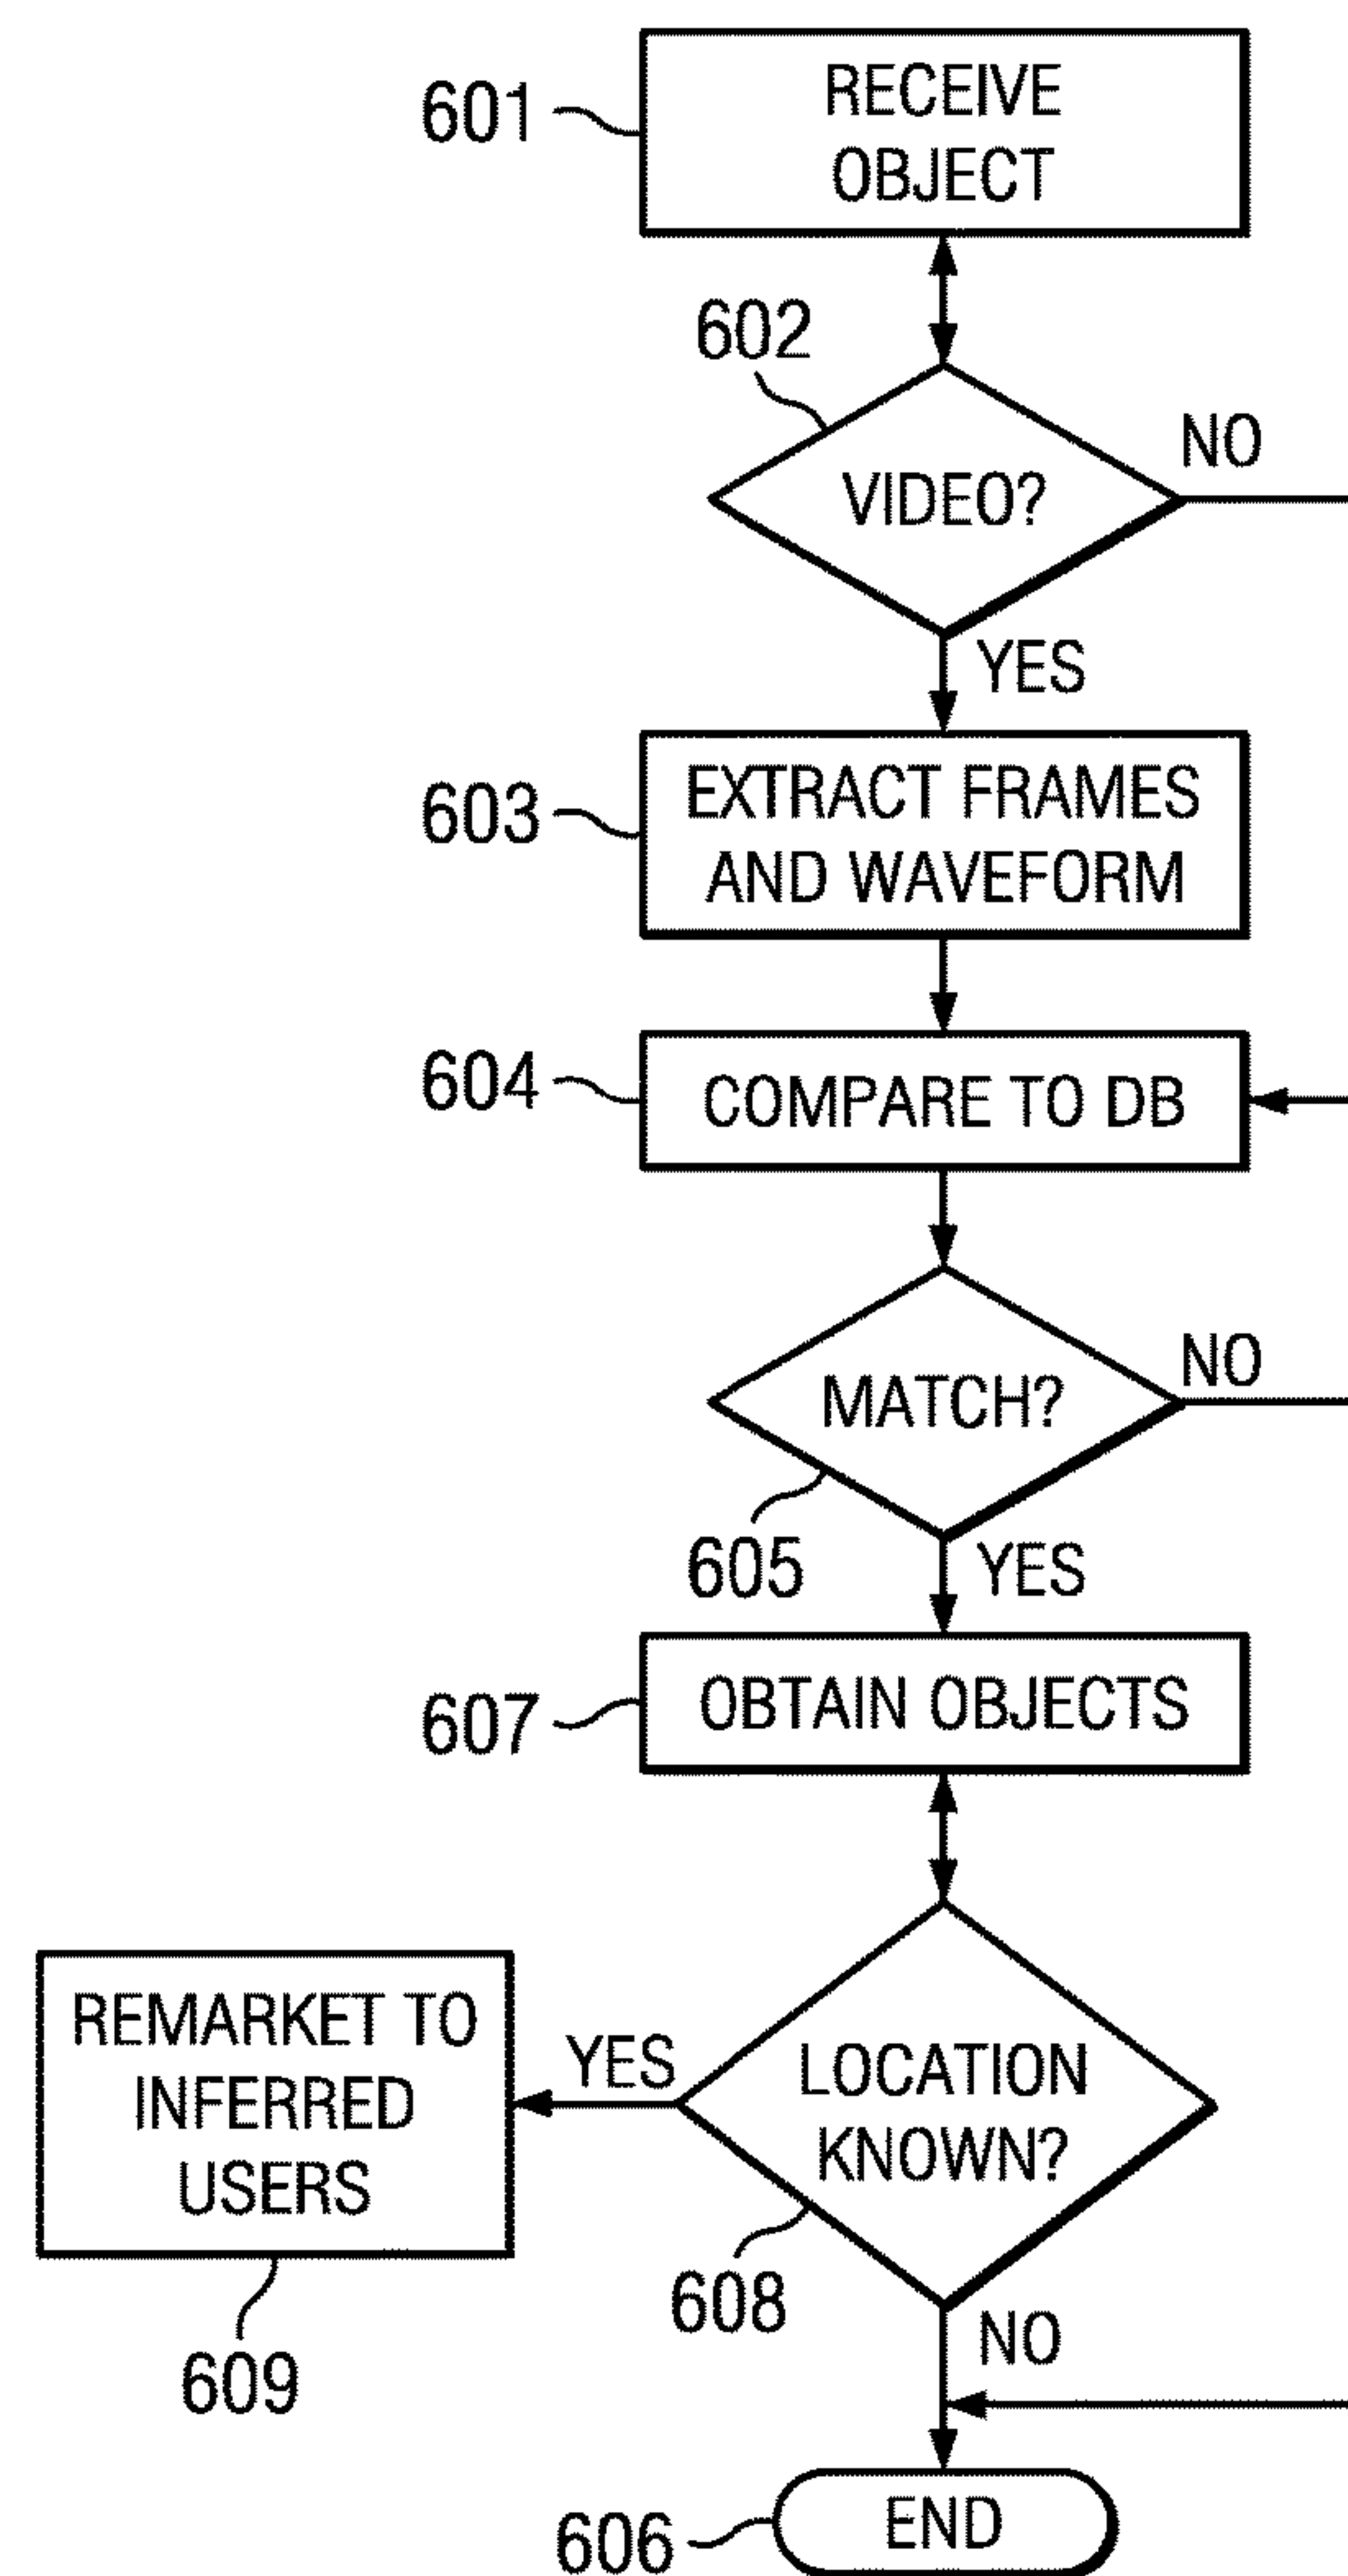 601
RECEIVE
OBJECT
602
VIDEO?
NO
YES
603
EXTRACT FRAMES
AND WAVEFORM
604
COMPARE TO DB
MATCH?
NO
605
YES
607
OBTAIN OBJECTS
REMARKET TO
INFERRED
USERS
YES
LOCATION
KNOWN?
608
609
NO
606
END